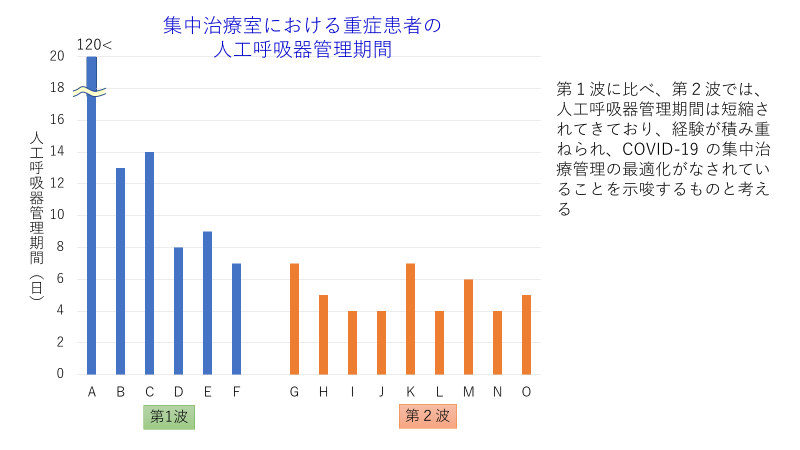 集中治療室における重症患者の
人工呼吸器管理期間
120<
20
18
16
14
12
10
8
6
4
2
0
人工呼吸器管理期間（日）
A B C D E F G H I J K L M N O
第1波 第２波
第１波に比べ、第２波では、
人工呼吸器管理期間は短縮さ
れてきており、経験が積み重
ねられ、COVID-19 の集中治
療管理の最適化がなされてい
ることを示唆するものと考え
る